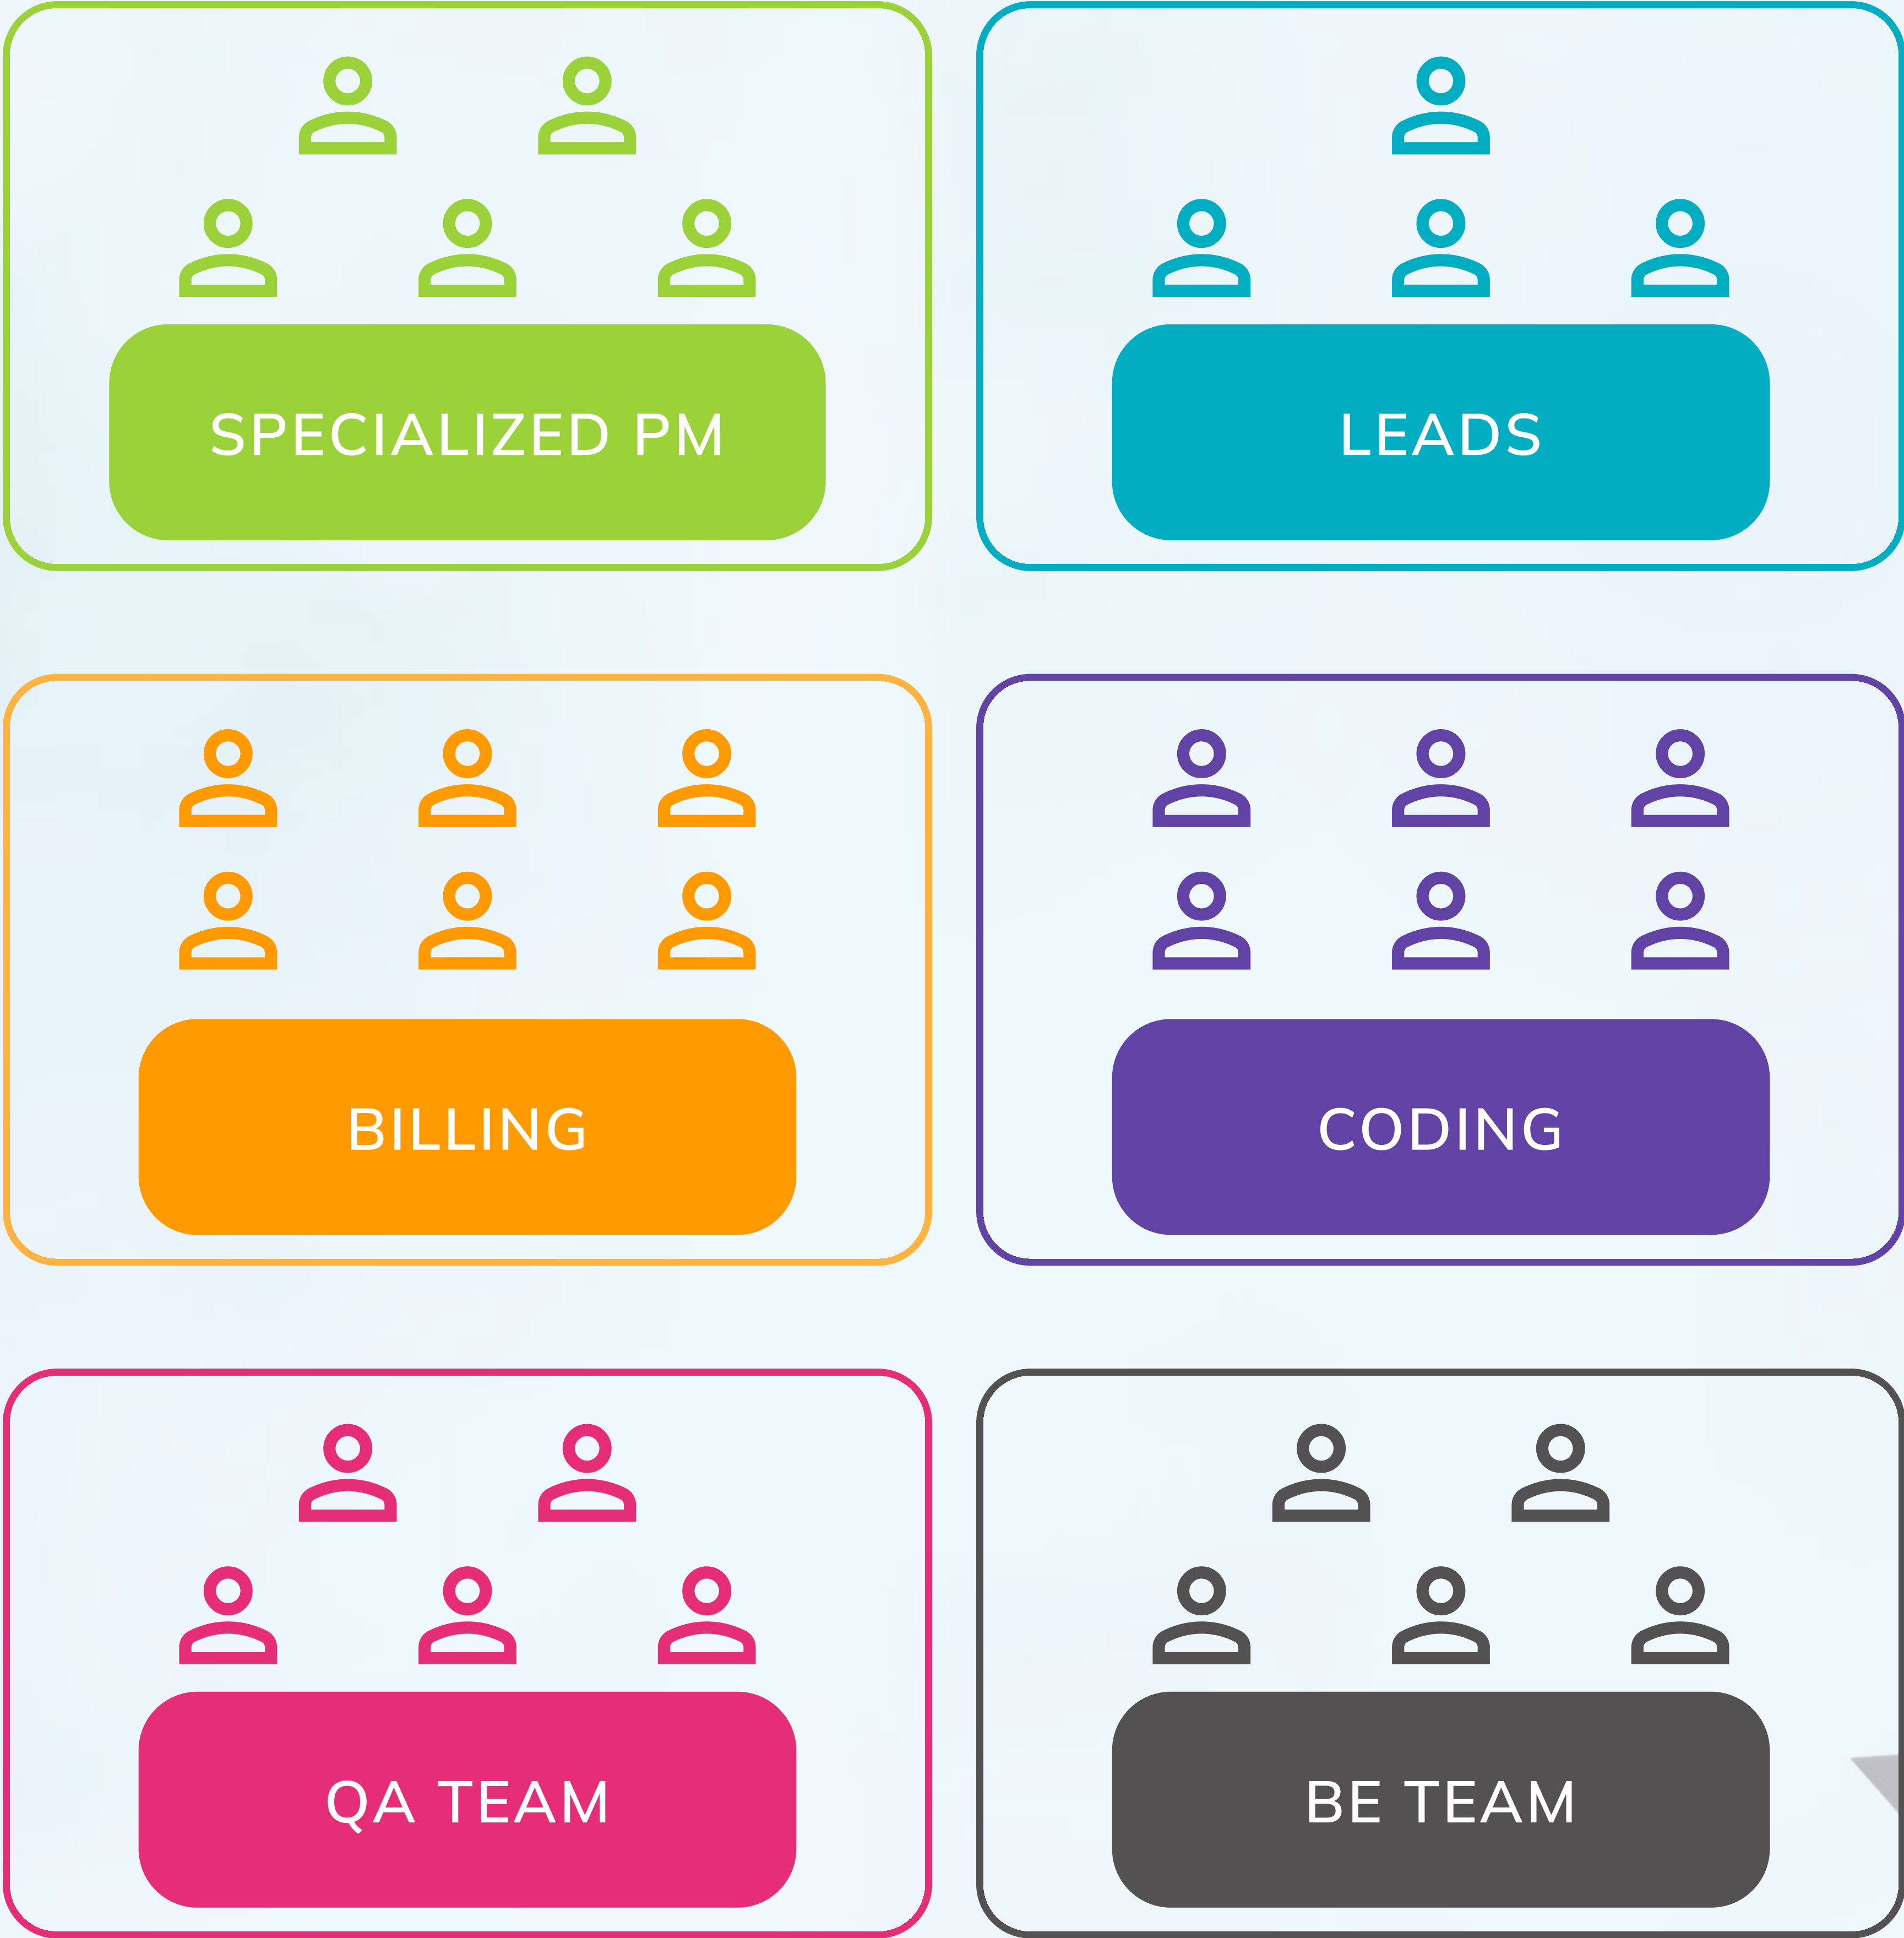 SPECIALIZED PM
LEADS
BILLING
CODING
QA TEAM
BE TEAM